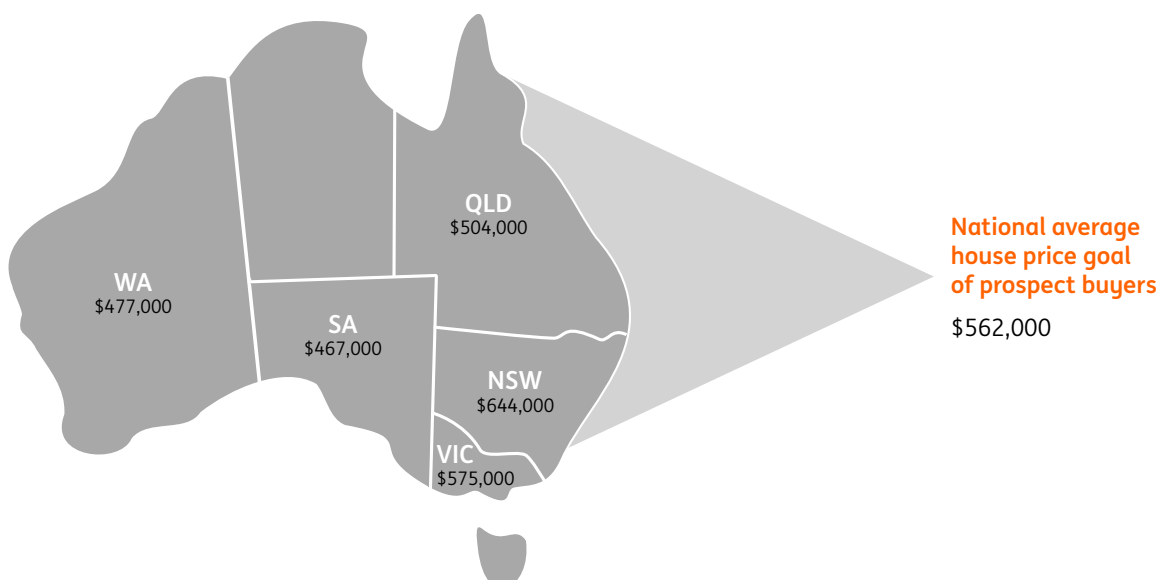 QLD
$504,000
WA
$477,000
SA
$467,000
NSW
$644,000
VIC
$575,000
National average
house price goal
of prospect buyers
$562,000